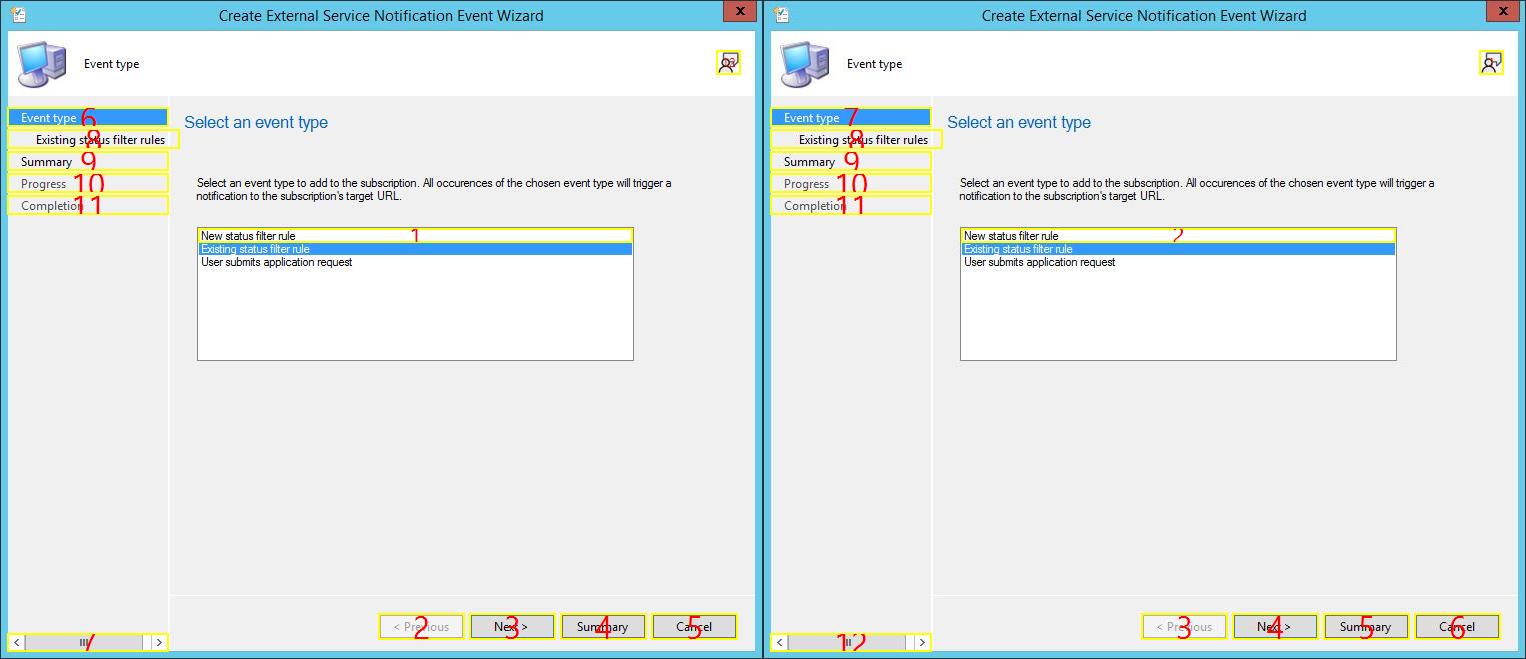 Create External Service Notification Event Wizard
x
Event type
Event type 6
Existing status filter rules 8
Summary 9
Progress 10
Completion 11
Select an event type
Select an event type to add to the subscription. All occurences of the chosen event type will trigger a
notification to the subscription's target URL.
New status filter rule 1
Existing status filter rule
User submits application request
< Previous 2
Next > 3
Summary 4
Cancel 5
7
Create External Service Notification Event Wizard
x
Event type
Event type 7
Existing status filter rules 8
Summary 9
Progress 10
Completion 11
Select an event type
Select an event type to add to the subscription. All occurences of the chosen event type will trigger a
notification to the subscription's target URL.
New status filter rule 2
Existing status filter rule
User submits application request
< Previous 3
Next > 4
Summary 5
Cancel 6
12